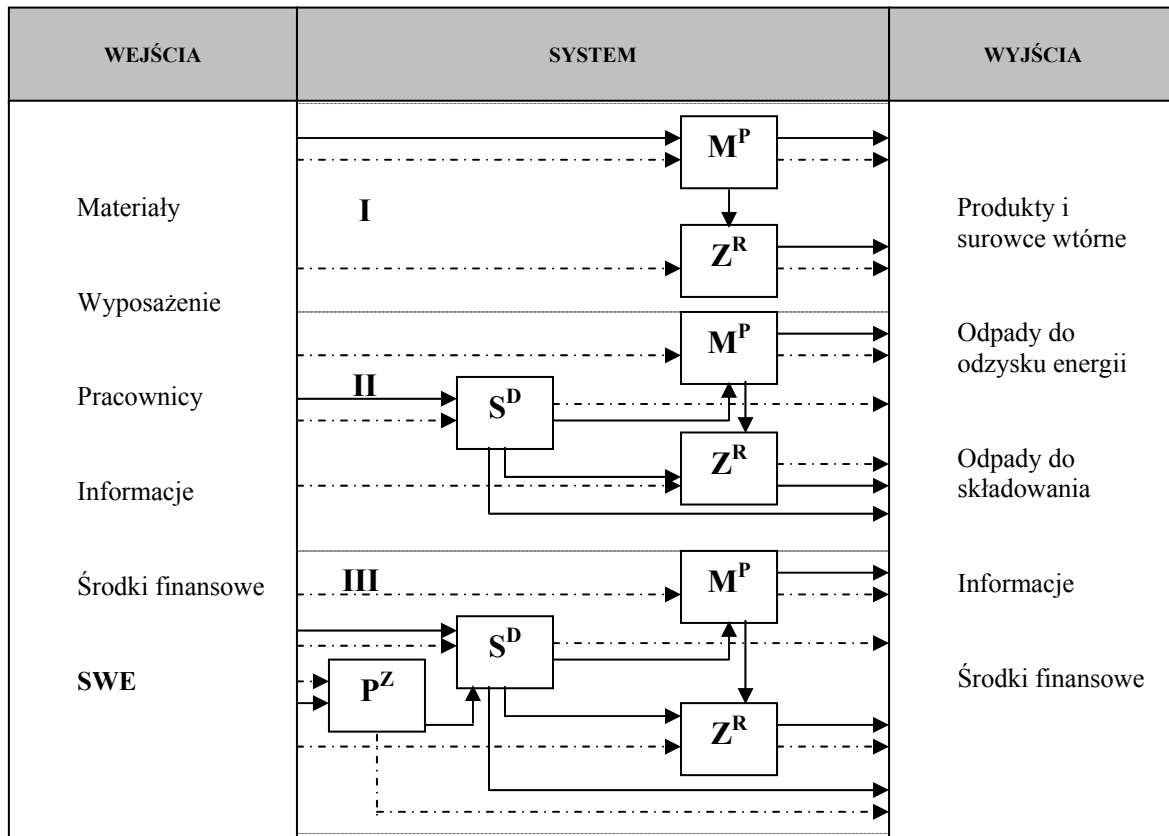 WEJŚCIA
SYSTEM
WYJŚCIA
Materiały
Wyposażenie
Pracownicy
Informacje
Środki finansowe
SWE
I
M^P
Z^R
II
M^P
S^D
Z^R
III
M^P
S^D
P^Z
Z^R
Produkty i
surowce wtórne
Odpady do
odzysku energii
Odpady do
składowania
Informacje
Środki finansowe